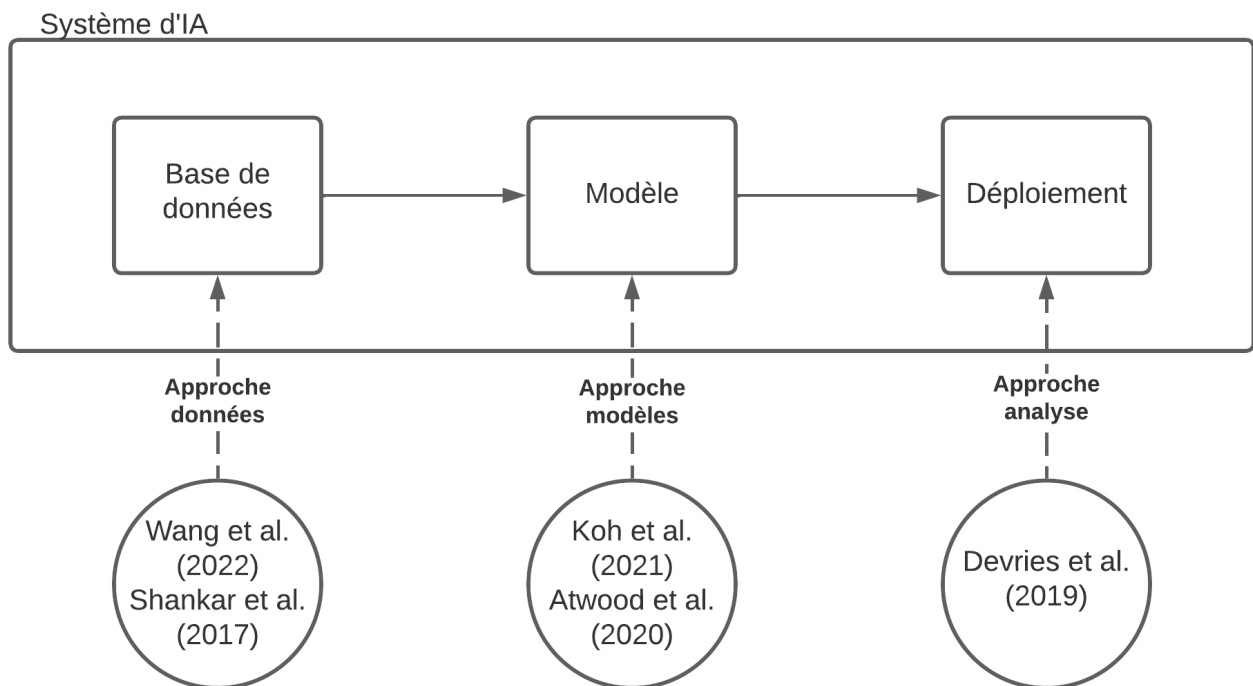 Système d'IA
Base de
données
Modèle
Déploiement
Approche
données
Approche
modèles
Approche
analyse
Wang et al.
(2022)
Shankar et al.
(2017)
Koh et al.
(2021)
Atwood et al.
(2020)
Devries et al.
(2019)